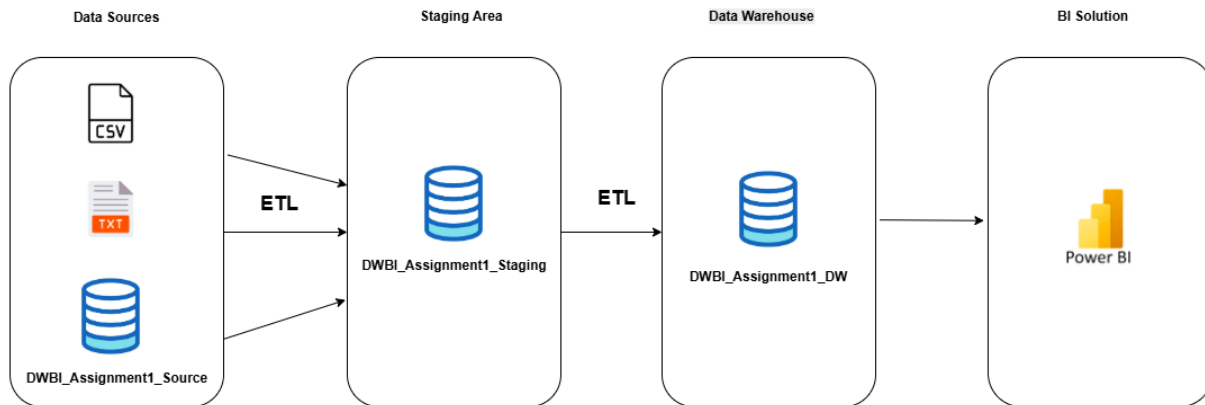 Data Sources
Staging Area
Data Warehouse
BI Solution
CSV
TXT
ETL
ETL
DWBI_Assignment1_Source
DWBI_Assignment1_Staging
DWBI_Assignment1_DW
Power BI